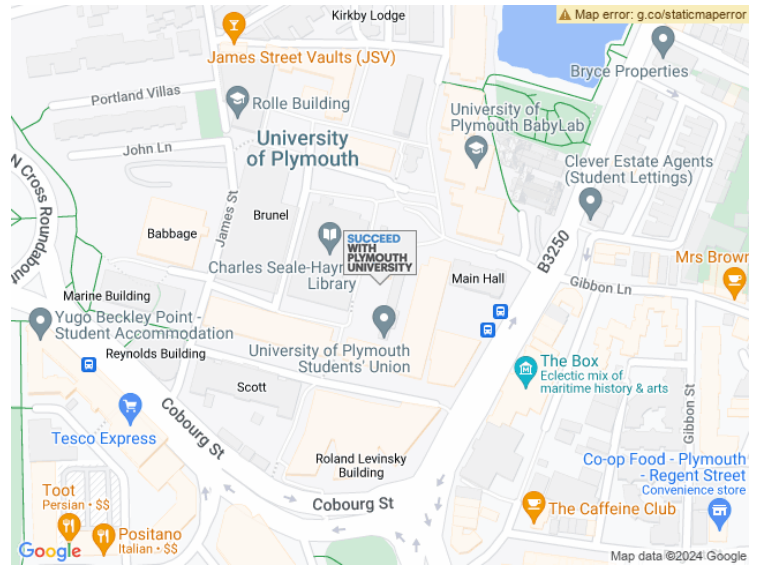 Kirkby Lodge
Map error: g.co/staticmaperror
James Street Vaults (JSV)
Bryce Properties
Portland Villas
Rolle Building
University of
Plymouth BabyLab
University
of Plymouth
John Ln
Clever Estate Agents
(Student Lettings)
N Cross Roundabout
James St
Brunel
Babbage
SUCCEED
WITH
PLYMOUTH
UNIVERSITY
B3250
Mrs Brown
Charles Seale-Hayn
Library
Main Hall
Gibbon Ln
Marine Building
Yugo Beckley Point -
Student Accommodation
Reynolds Building
University of Plymouth
Students' Union
The Box
Eclectic mix of
maritime history & arts
Scott
Gibbon St
Cobourg St
Tesco Express
Roland Levinsky
Building
Co-op Food - Plymouth
- Regent Street
Convenience store
Cobourg St
Toot
Persian • $$
The Caffeine Club
Positano
Italian • $$
Google
Map data ©2024 Google